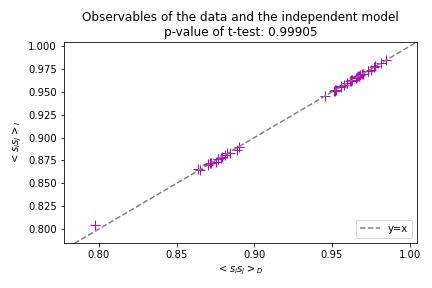 Observables of the data and the independent model
p-value of t-test: 0.99905
1.000
0.975
0.950
0.925
0.900
0.875
0.850
0.825
0.800
< s_i s_j >_I
0.80
0.85
0.90
0.95
1.00
< s_i s_j >_D
y=x